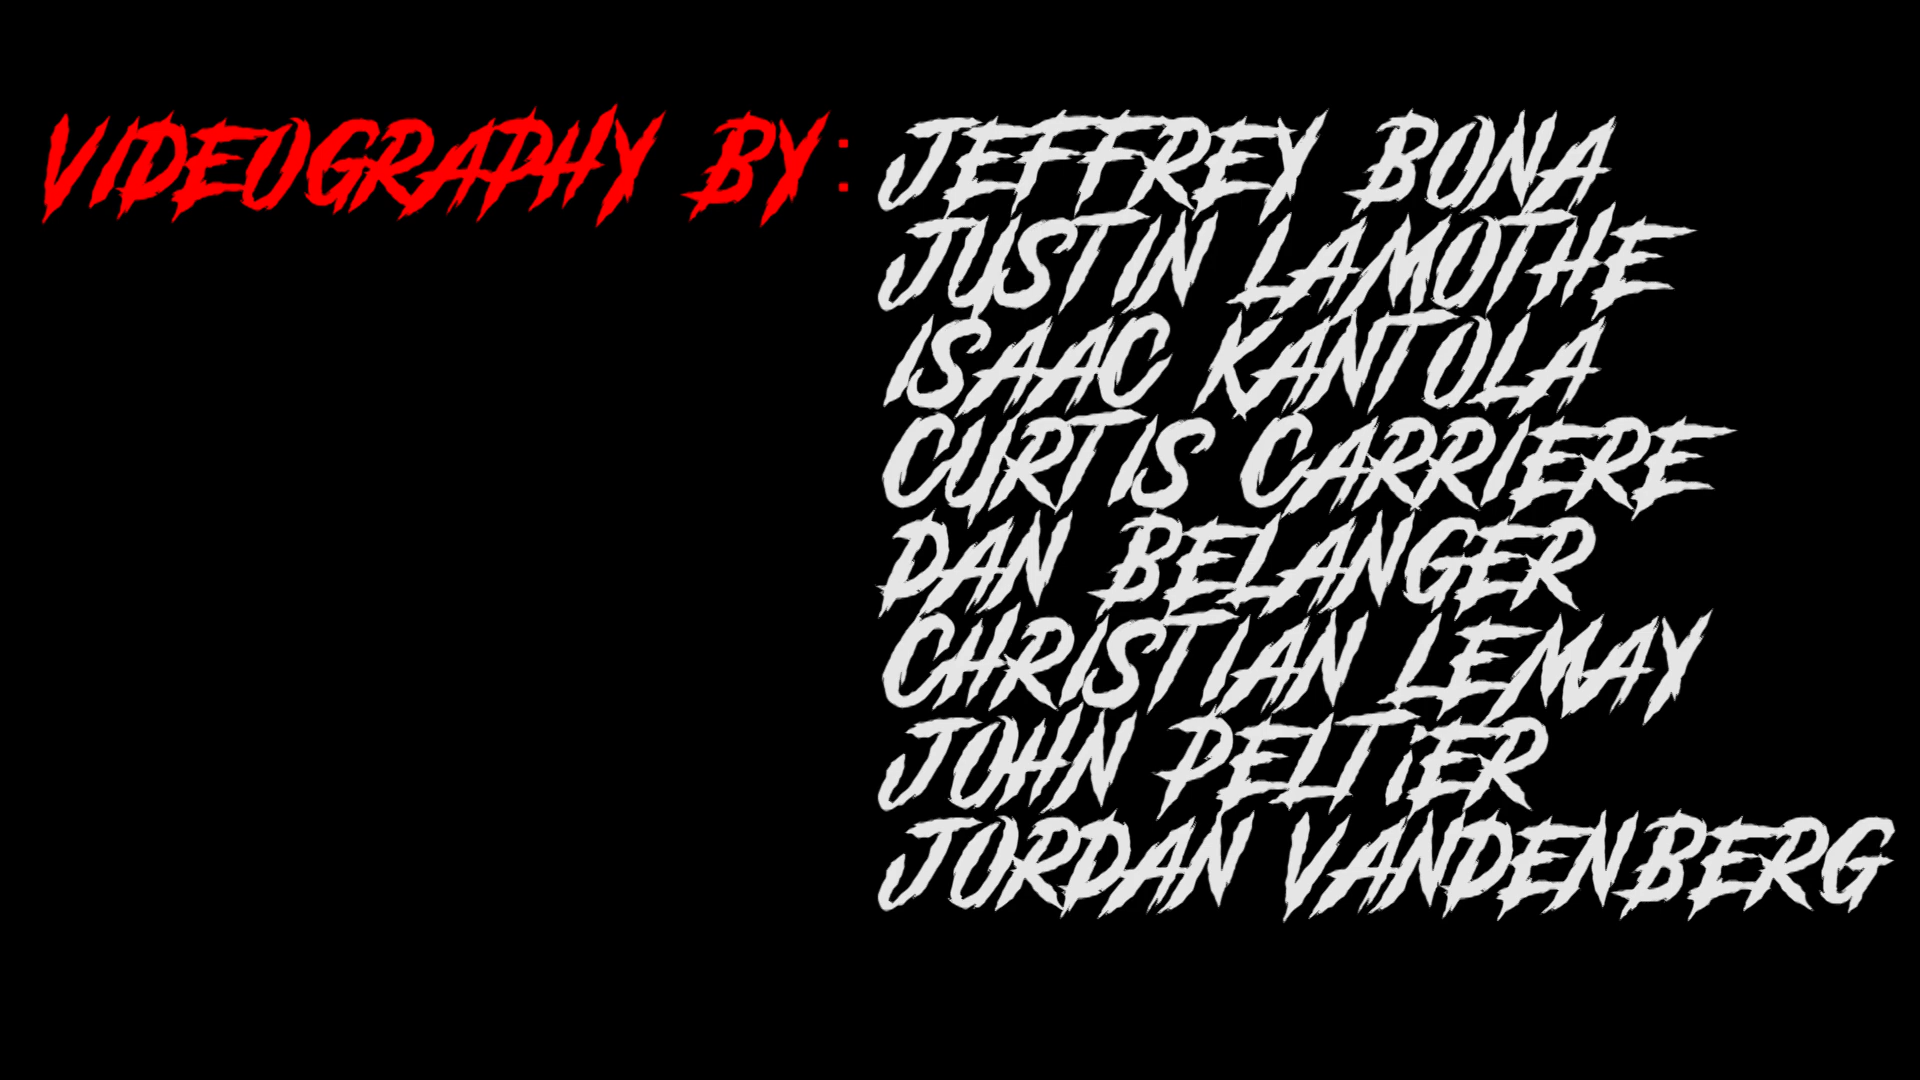 VIDEOGRAPHY BY: JEFFREY BONA
JUSTIN LAMOTHE
ISAAC KANTOLA
CURTIS CARRIERE
DAN BELANGER
CHRISTIAN LEMAY
JOHN PELTiER
JORDAN VANDENBERG